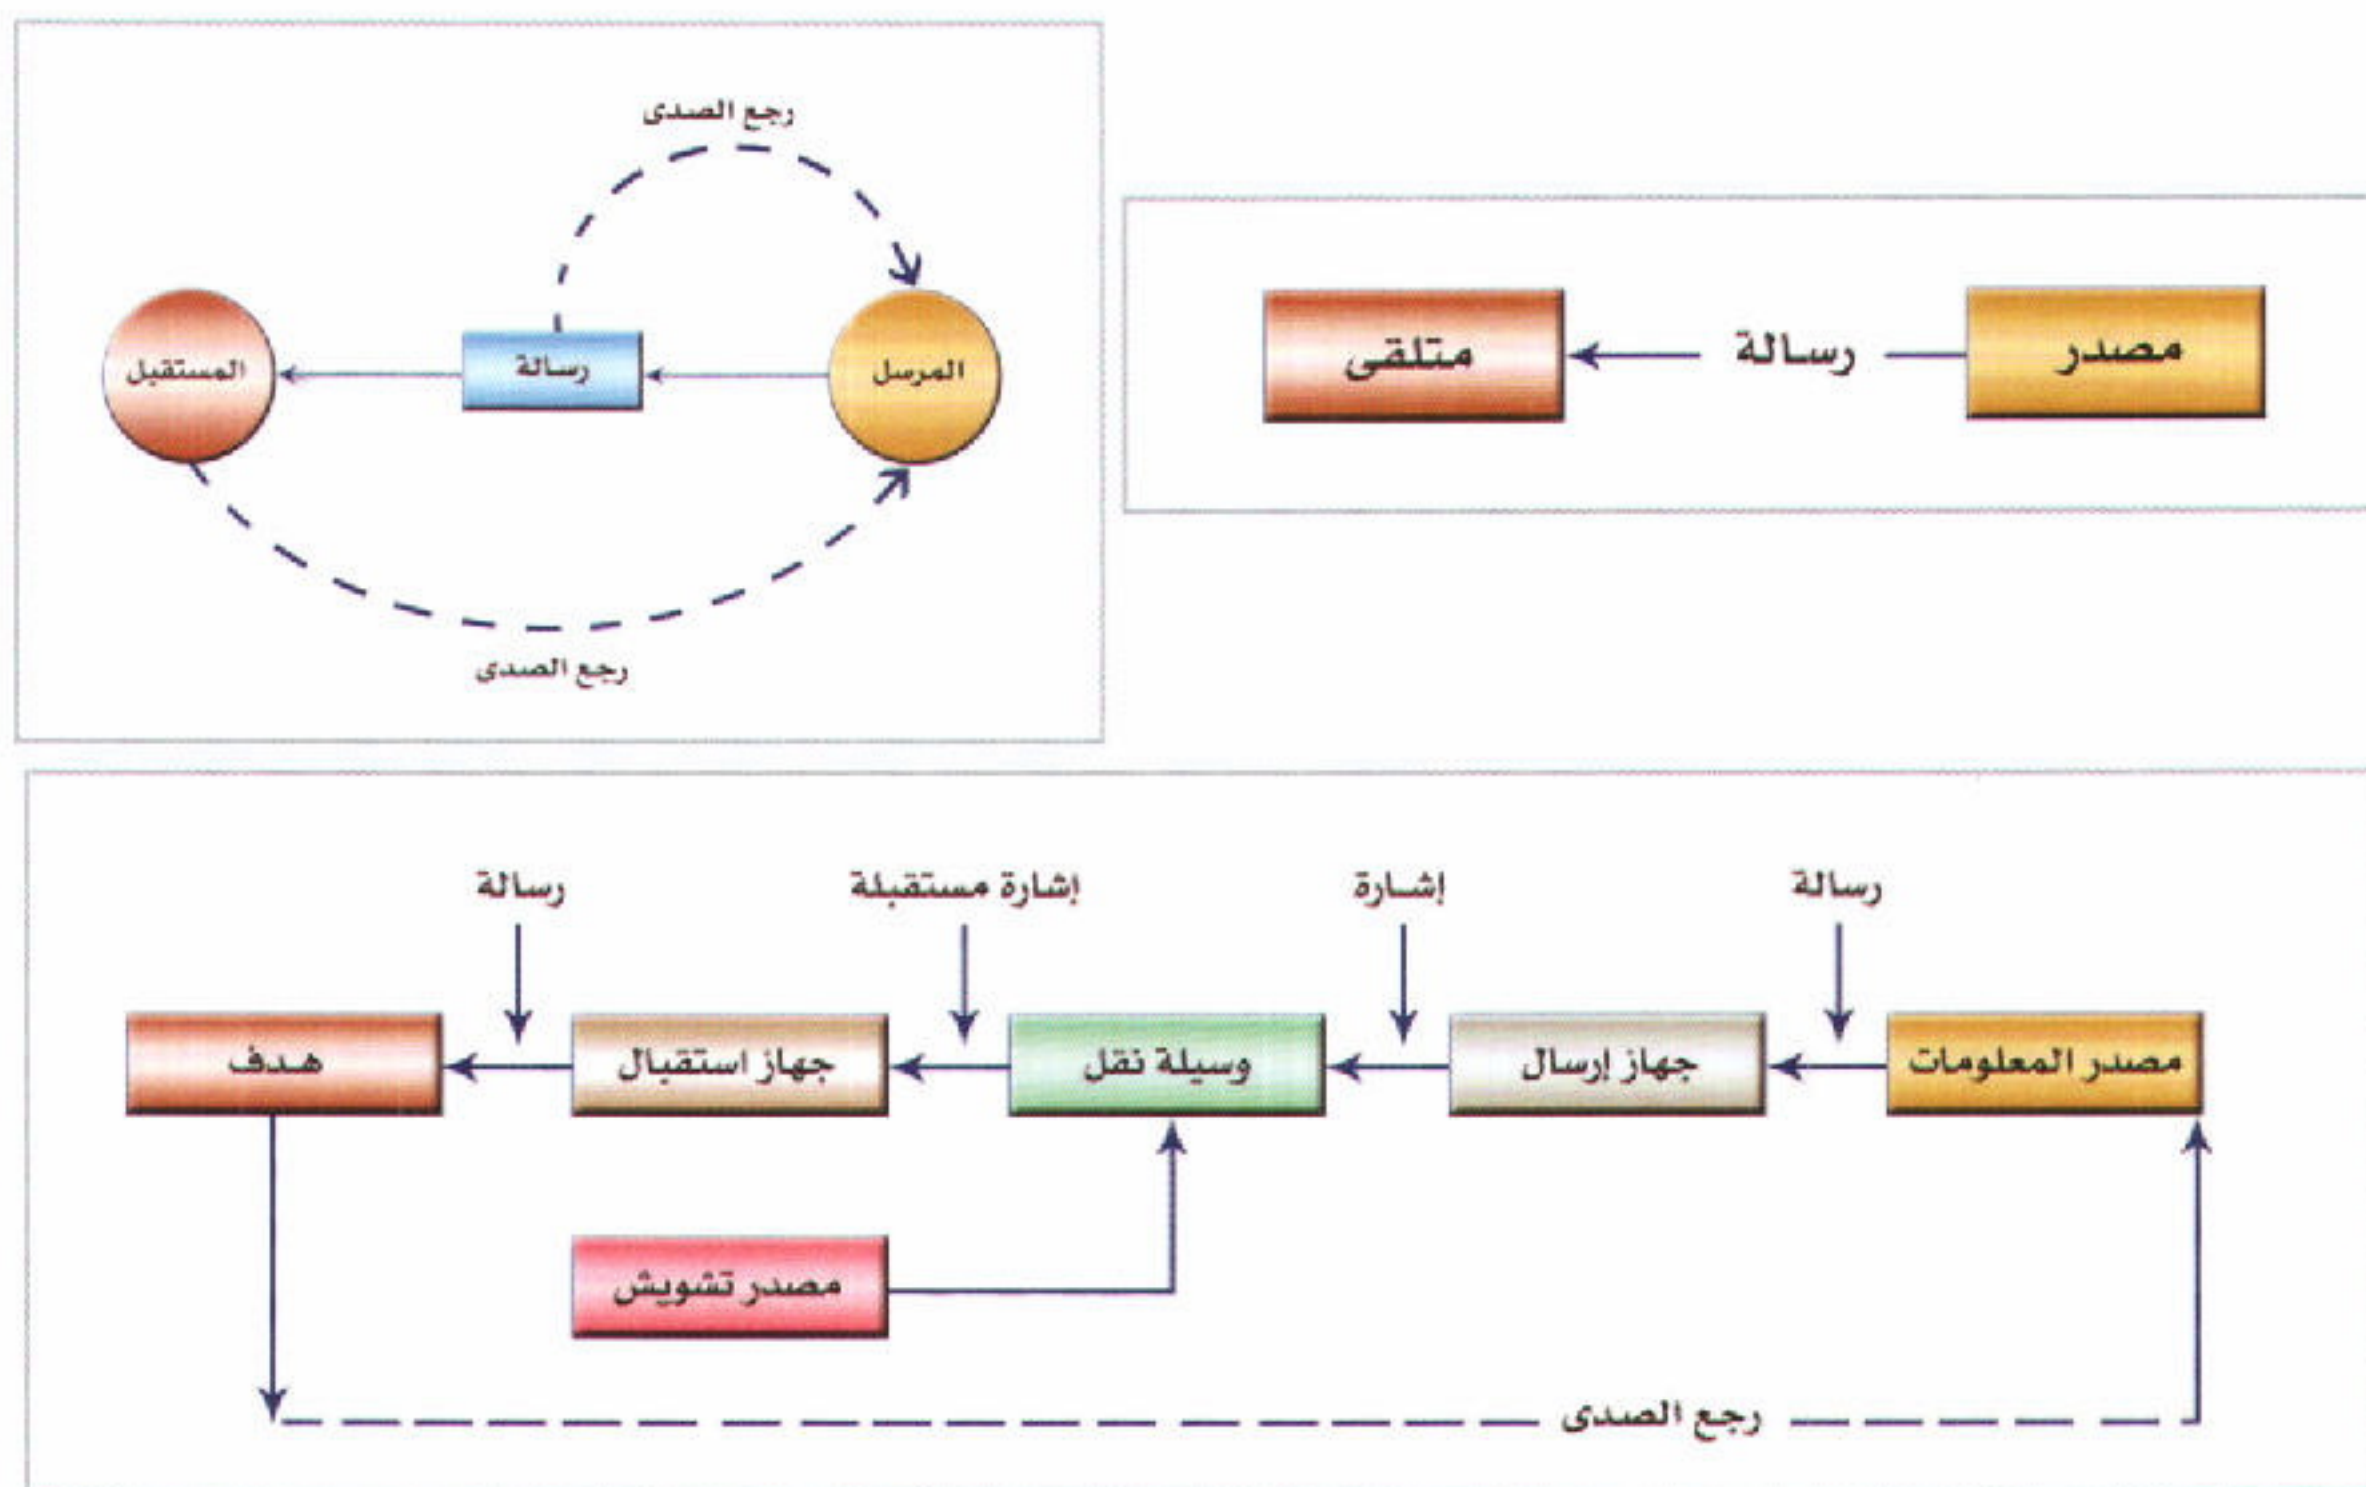 مصدر
رسالة
متلقى
رجع الصدى
المرسل
رسالة
المستقبل
رجع الصدى
رسالة
إشارة
إشارة مستقبلة
رسالة
مصدر المعلومات
جهاز إرسال
وسيلة نقل
جهاز استقبال
هدف
مصدر تشويش
رجع الصدى